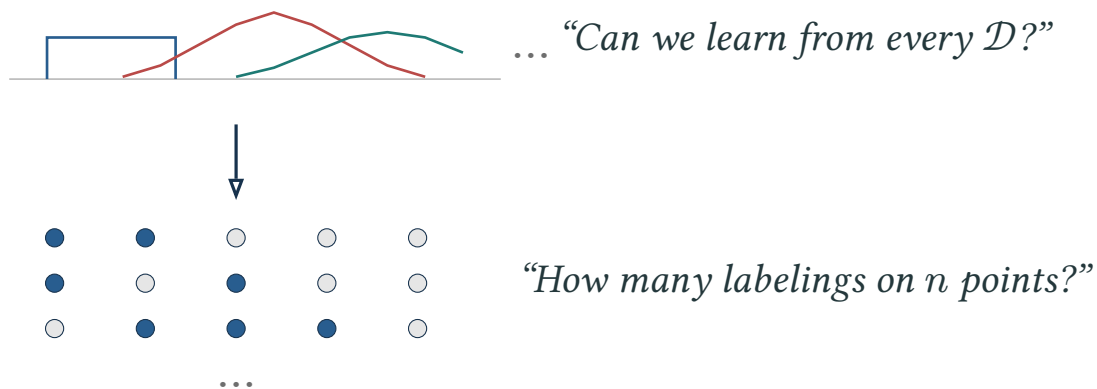 ... “Can we learn from every 𝒟?”
“How many labelings on n points?”
...